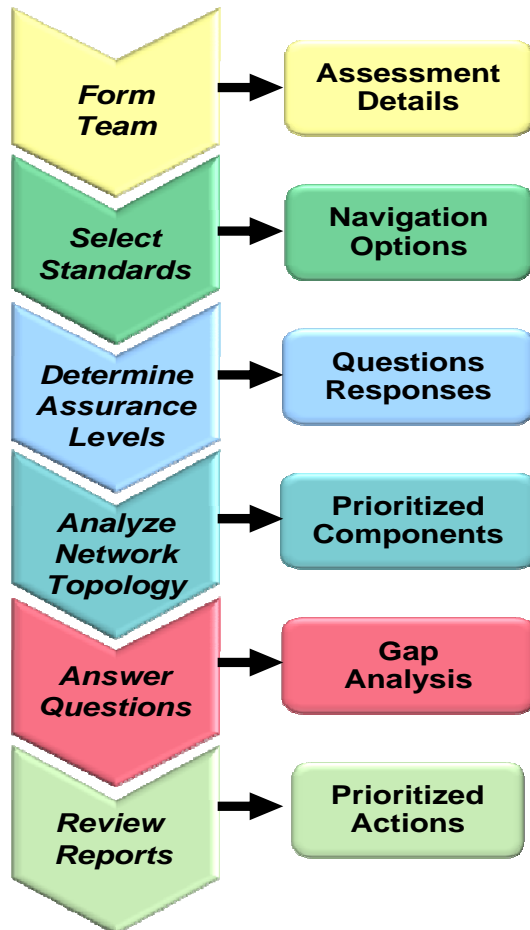 Form
Team
Assessment
Details
Select
Standards
Navigation
Options
Determine
Assurance
Levels
Questions
Responses
Analyze
Network
Topology
Prioritized
Components
Answer
Questions
Gap
Analysis
Review
Reports
Prioritized
Actions